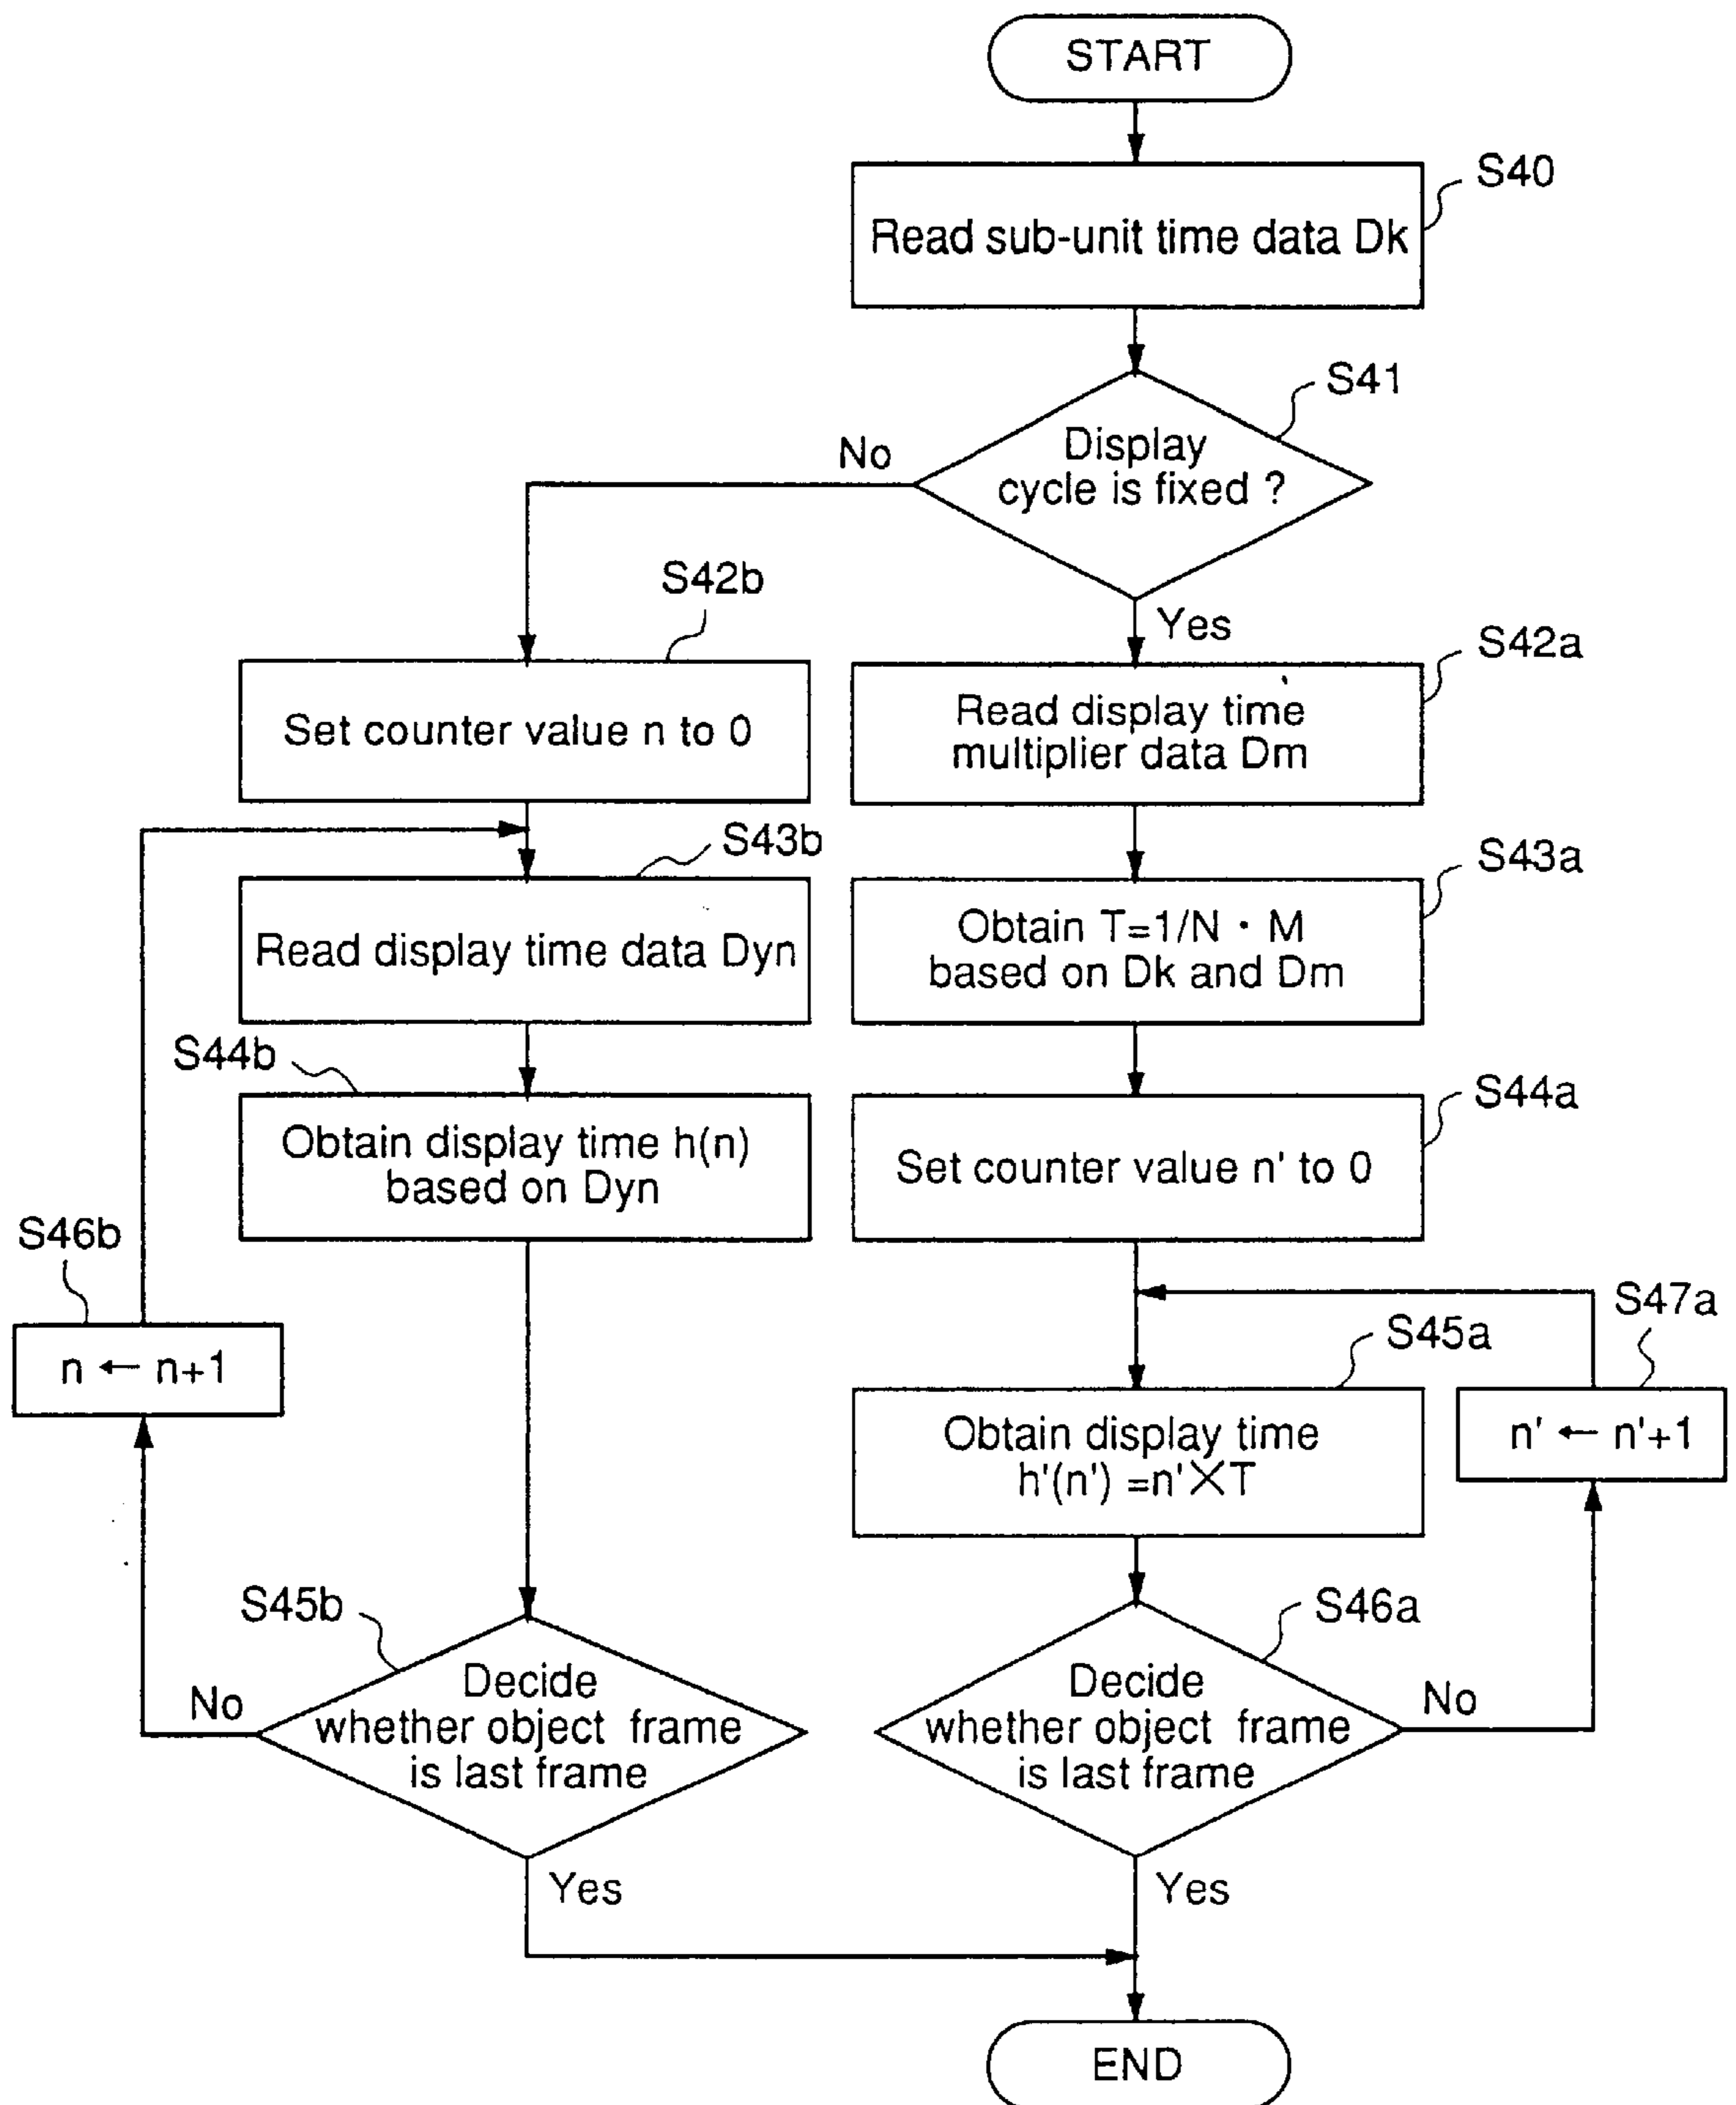 START
S40
Read sub-unit time data Dk
S41
Display
cycle is fixed ?
No
Yes
S42b
S42a
Set counter value n to 0
Read display time
multiplier data Dm
S43b
S43a
Read display time data Dyn
Obtain T=1/N · M
based on Dk and Dm
S44b
S44a
Obtain display time h(n)
based on Dyn
Set counter value n' to 0
S46b
S47a
n ← n+1
S45a
Obtain display time
h'(n') =n'×T
n' ← n'+1
S45b
S46a
Decide
whether object frame
is last frame
No
Yes
Decide
whether object frame
is last frame
No
Yes
END